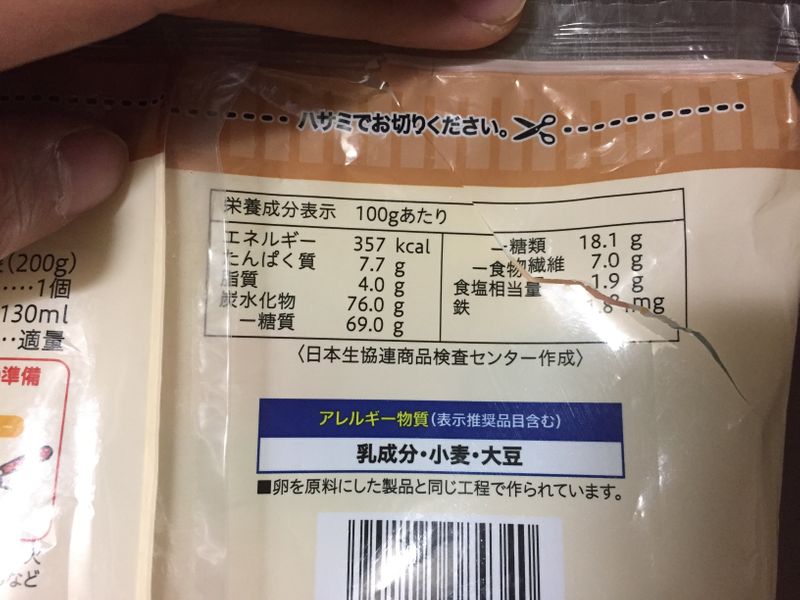 ハサミでお切りください。
栄養成分表示 100gあたり
エネルギー 357 kcal
たんぱく質 7.7 g
脂質 4.0 g
炭水化物 76.0 g
ー糖質 69.0 g
ー糖類 18.1 g
ー食物繊維 7.0 g
食塩相当量 1.9 g
鉄 1.8 mg
〈日本生協連商品検査センター作成〉
アレルギー物質(表示推奨品目含む)
乳成分・小麦・大豆
■卵を原料にした製品と同じ工程で作られています。
(200g)
……1個
130ml
…適量
準備
など